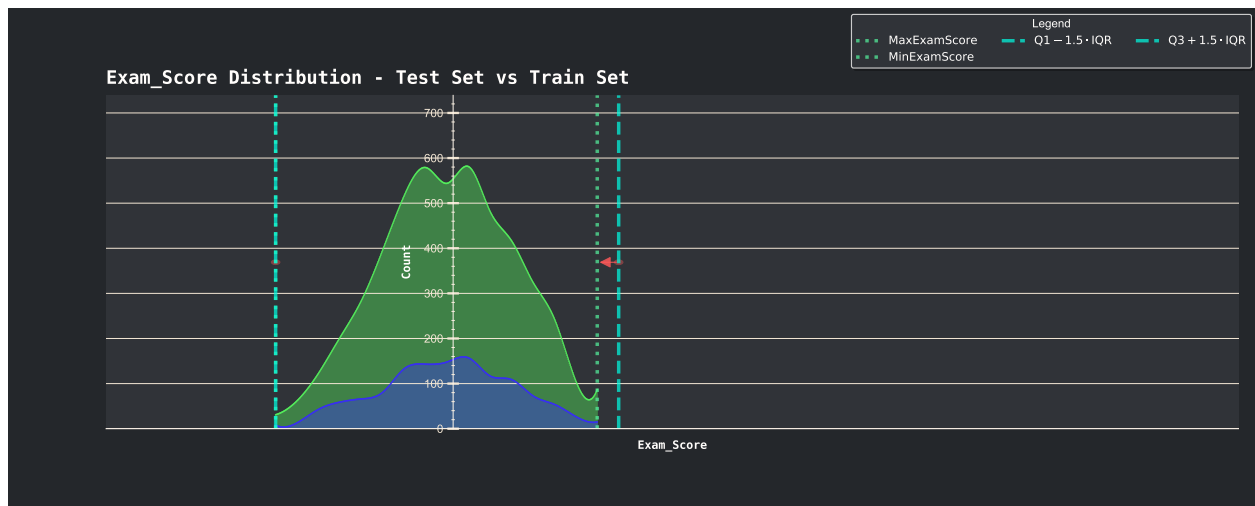 Legend
MaxExamScore
MinExamScore
Q1 − 1.5 · IQR
Q3 + 1.5 · IQR
Exam_Score Distribution - Test Set vs Train Set
700
600
500
400
300
200
100
0
Count
Exam_Score